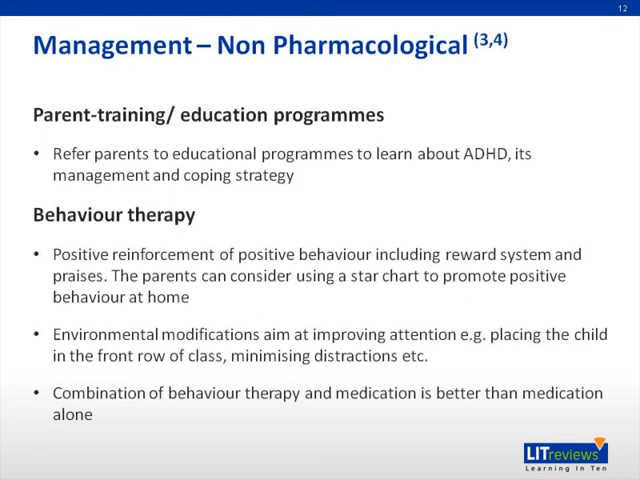 12
Management – Non Pharmacological (3,4)
Parent-training/ education programmes
• Refer parents to educational programmes to learn about ADHD, its
management and coping strategy
Behaviour therapy
• Positive reinforcement of positive behaviour including reward system and
praises. The parents can consider using a star chart to promote positive
behaviour at home
• Environmental modifications aim at improving attention e.g. placing the child
in the front row of class, minimising distractions etc.
• Combination of behaviour therapy and medication is better than medication
alone
LITreviews
Learning In Ten